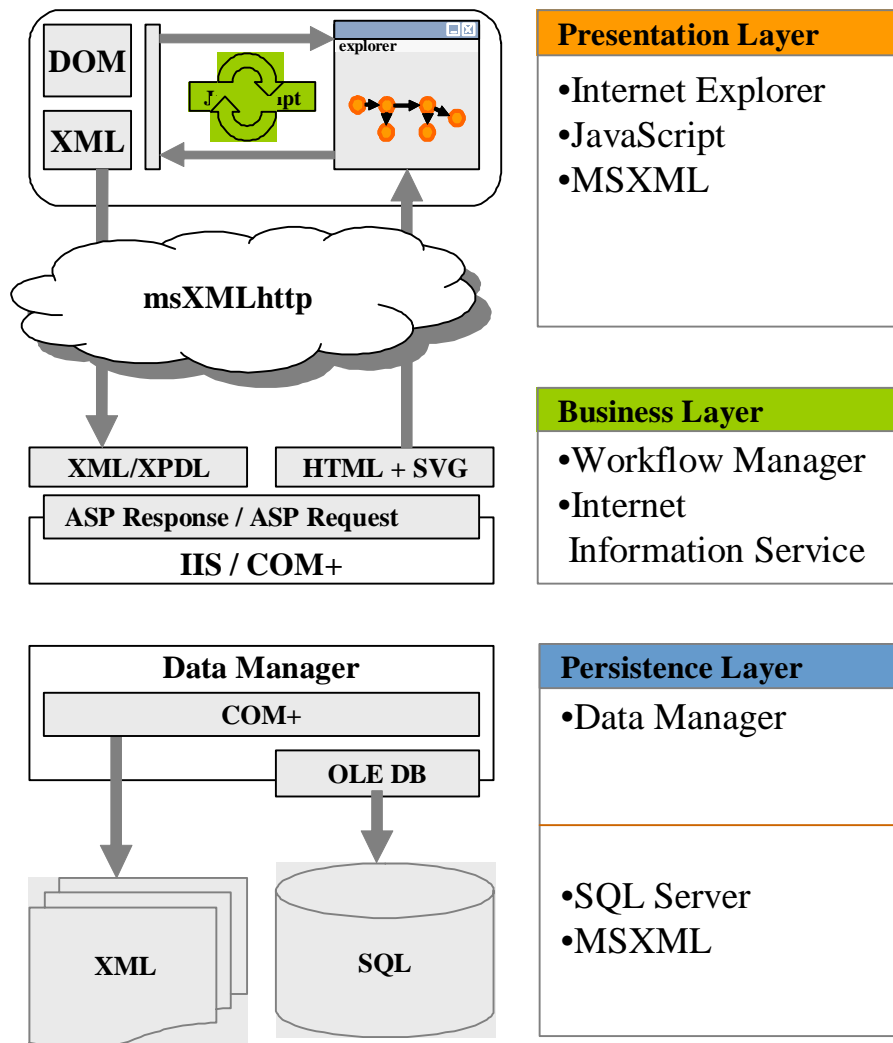 DOM
XML
explorer
msXMLhttp
XML/XPDL
HTML + SVG
ASP Response / ASP Request
IIS / COM+
Data Manager
COM+
OLE DB
XML
SQL
Presentation Layer
•Internet Explorer
•JavaScript
•MSXML
Business Layer
•Workflow Manager
•Internet
Information Service
Persistence Layer
•Data Manager
•SQL Server
•MSXML